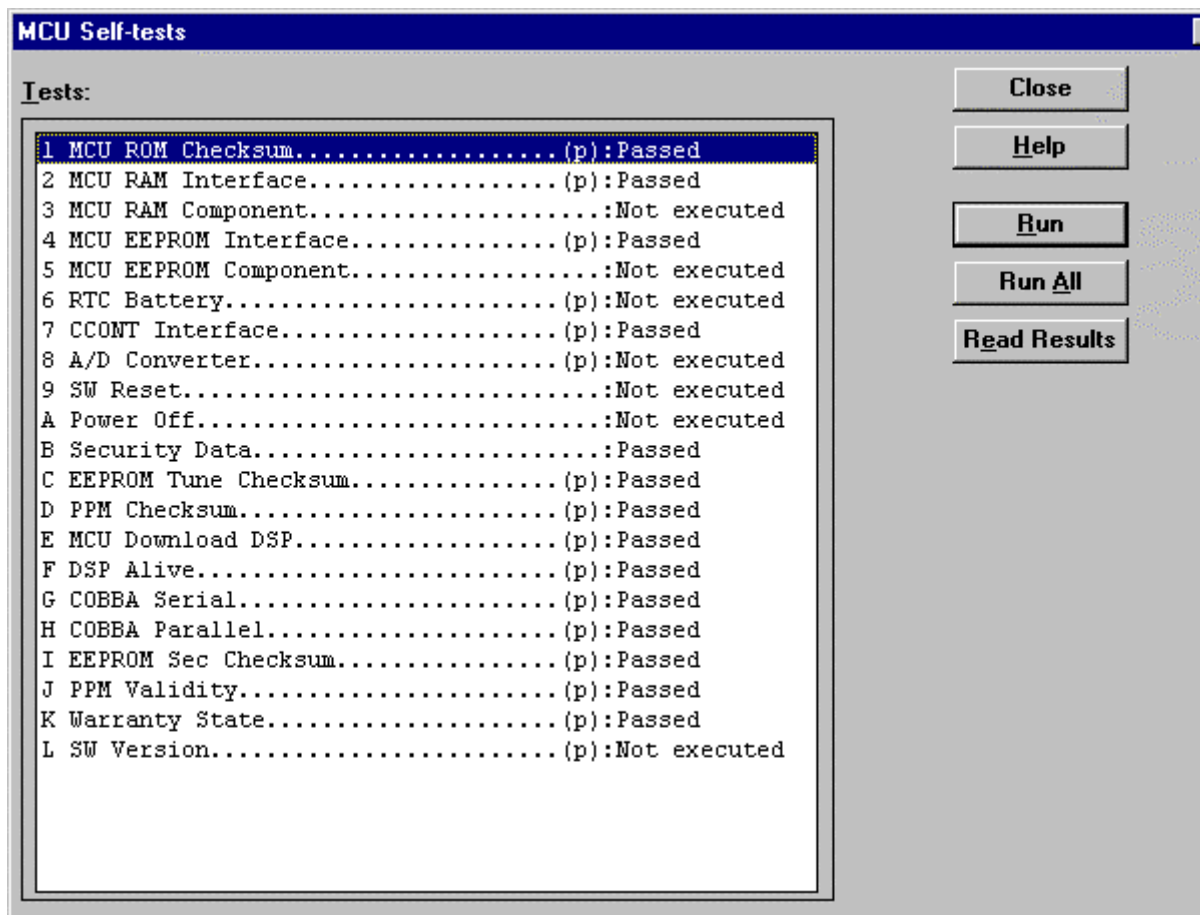 MCU Self-tests
Tests:
1 MCU ROM Checksum...................(p):Passed
2 MCU RAM Interface..................(p):Passed
3 MCU RAM Component.....................:Not executed
4 MCU EEPROM Interface...............(p):Passed
5 MCU EEPROM Component..................:Not executed
6 RTC Battery........................(p):Not executed
7 CCONT Interface....................(p):Passed
8 A/D Converter......................(p):Not executed
9 SW Reset..............................:Not executed
A Power Off.............................:Not executed
B Security Data.........................:Passed
C EEPROM Tune Checksum...............(p):Passed
D PPM Checksum.......................(p):Passed
E MCU Download DSP...................(p):Passed
F DSP Alive..........................(p):Passed
G COBBA Serial.......................(p):Passed
H COBBA Parallel.....................(p):Passed
I EEPROM Sec Checksum................(p):Passed
J PPM Validity.......................(p):Passed
K Warranty State.....................(p):Passed
L SW Version.........................(p):Not executed
Close
Help
Run
Run All
Read Results